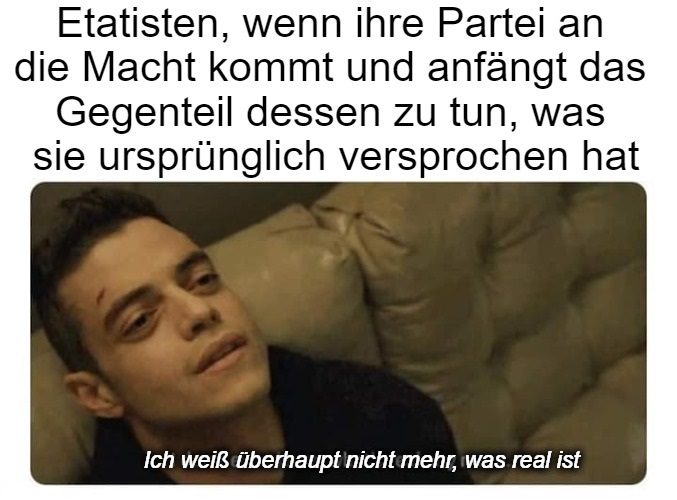 Etatisten, wenn ihre Partei an
die Macht kommt und anfängt das
Gegenteil dessen zu tun, was
sie ursprünglich versprochen hat
Ich weiß überhaupt nicht mehr, was real ist